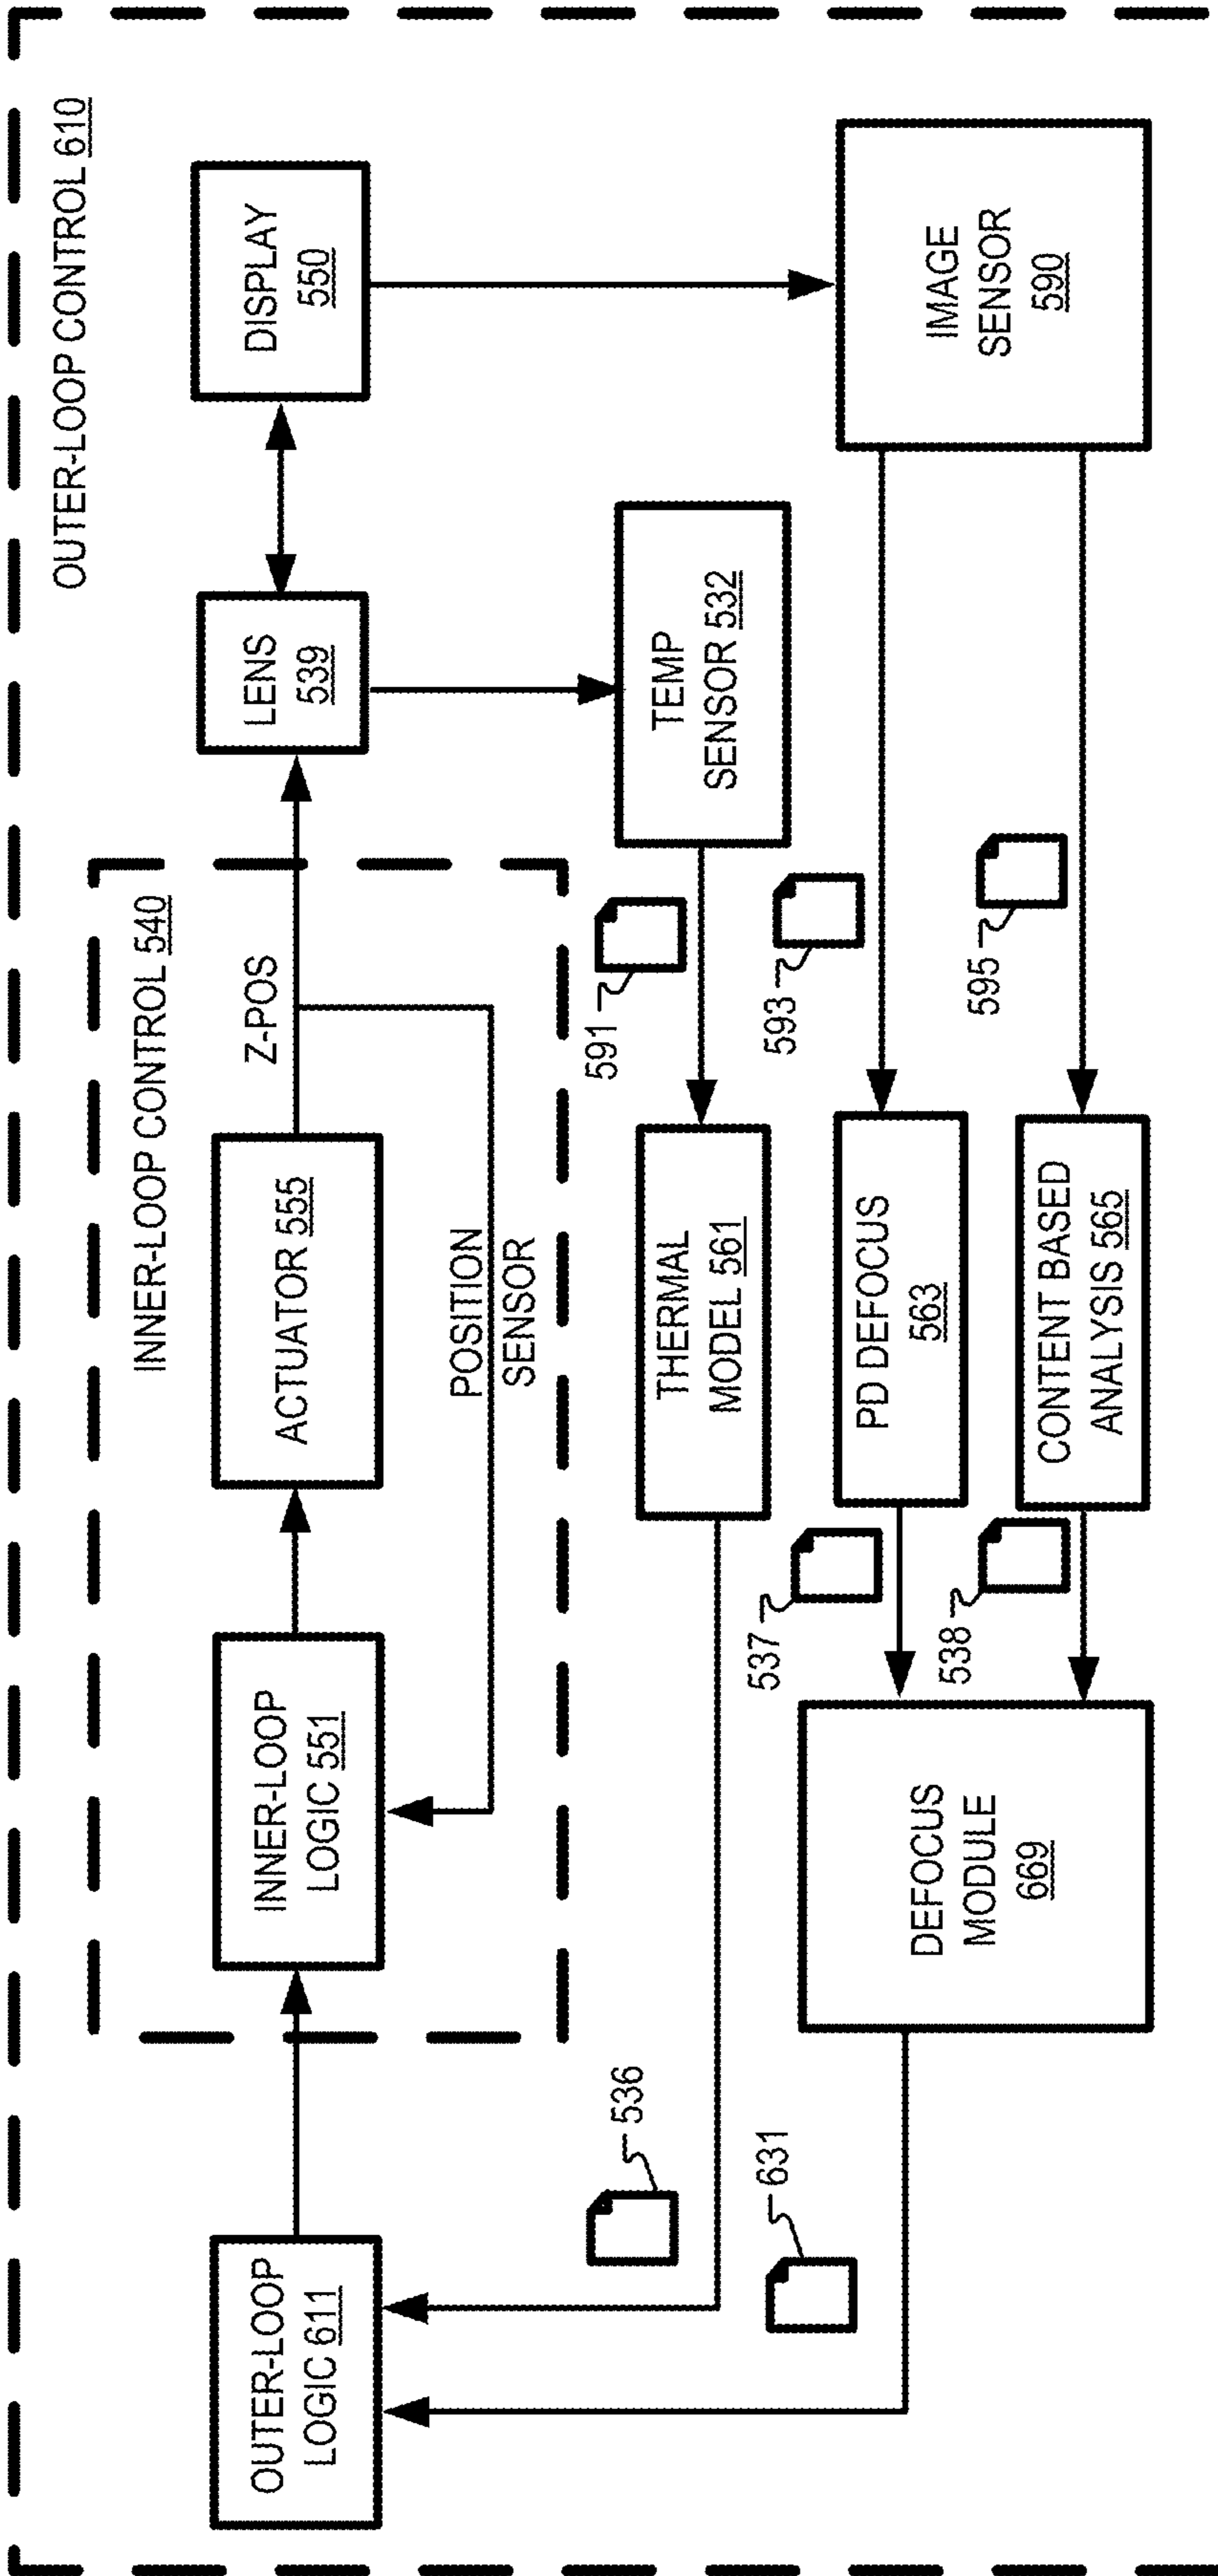 OUTER-LOOP CONTROL 610
INNER-LOOP CONTROL 540
OUTER-LOOP
LOGIC 611
INNER-LOOP
LOGIC 551
ACTUATOR 555
Z-POS
LENS
539
DISPLAY
550
POSITION
SENSOR
536
THERMAL
MODEL 561
591
TEMP
SENSOR 532
631
DEFOCUS
MODULE
669
537
PD DEFOCUS
563
593
538
CONTENT BASED
ANALYSIS 565
595
IMAGE
SENSOR
590